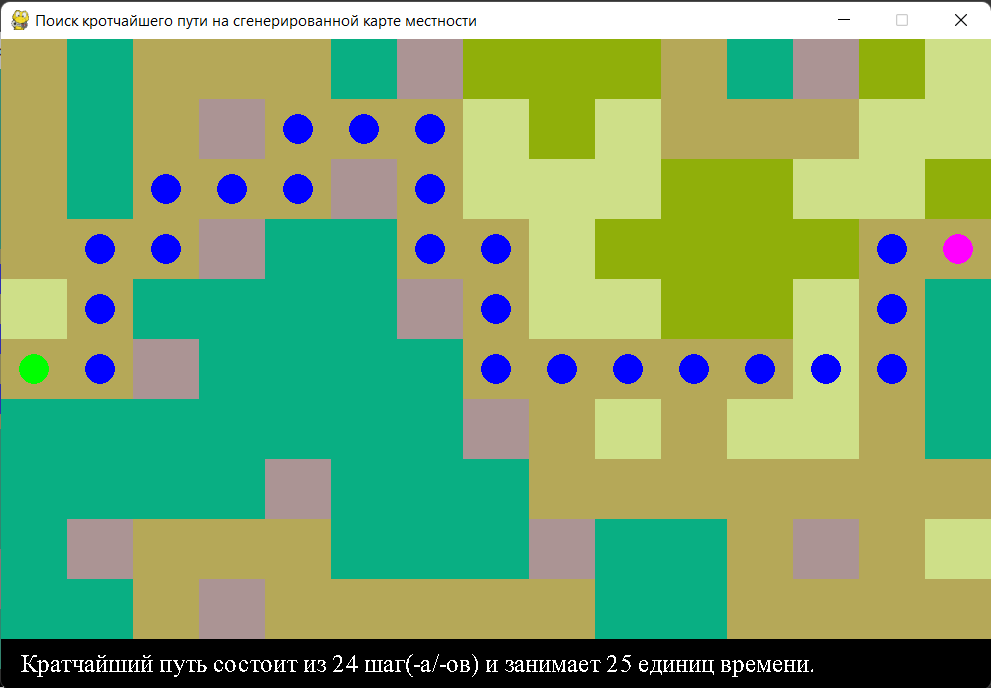 Поиск кротчайшего пути на сгенерированной карте местности
Кратчайший путь состоит из 24 шаг(-а/-ов) и занимает 25 единиц времени.